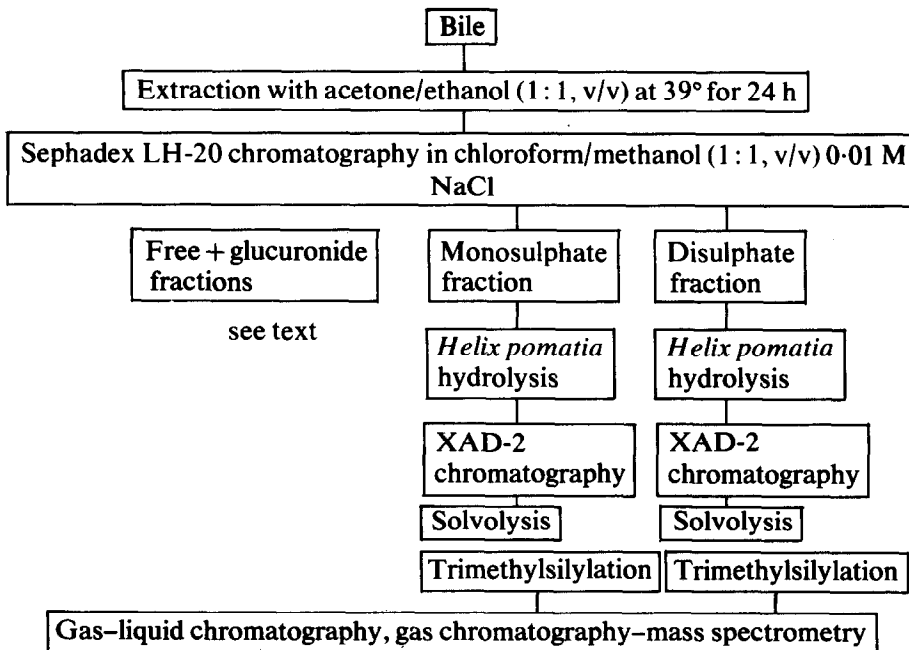 Bile
Extraction with acetone/ethanol (1:1, v/v) at 39° for 24 h
Sephadex LH-20 chromatography in chloroform/methanol (1:1, v/v) 0·01 M
NaCl
Free + glucuronide
fractions
see text
Monosulphate
fraction
Helix pomatia
hydrolysis
XAD-2
chromatography
Solvolysis
Trimethylsilylation
Disulphate
fraction
Helix pomatia
hydrolysis
XAD-2
chromatography
Solvolysis
Trimethylsilylation
Gas–liquid chromatography, gas chromatography–mass spectrometry